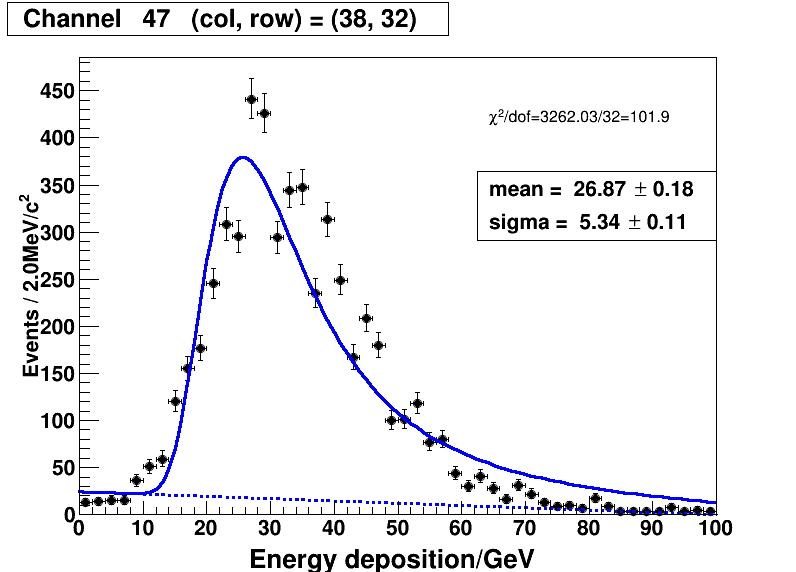 Channel 47 (col, row) = (38, 32)
χ²/dof=3262.03/32=101.9
mean = 26.87 ± 0.18
sigma = 5.34 ± 0.11
Events / 2.0MeV/c²
450
400
350
300
250
200
150
100
50
0
0 10 20 30 40 50 60 70 80 90 100
Energy deposition/GeV